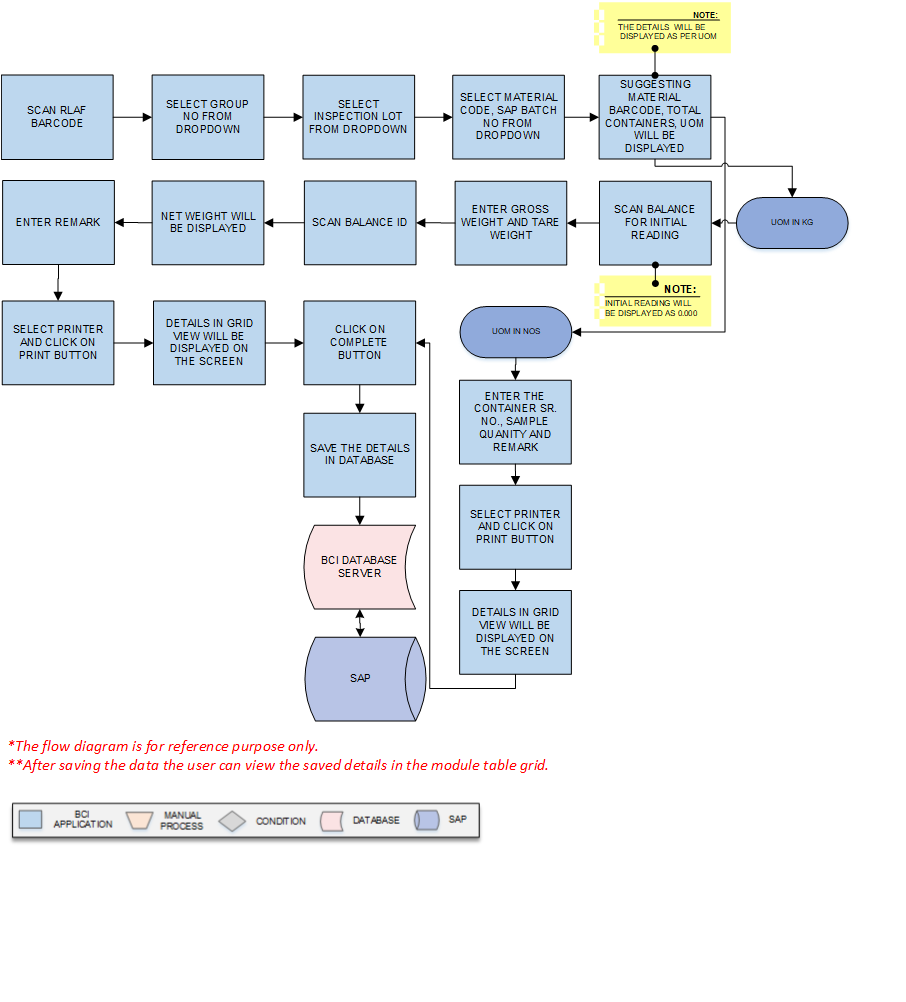 NOTE:
THE DETAILS WILL BE
DISPLAYED AS PER UOM
SCAN RLAF
BARCODE
SELECT GROUP
NO FROM
DROPDOWN
SELECT
INSPECTION LOT
FROM DROPDOWN
SELECT MATERIAL
CODE, SAP BATCH
NO FROM
DROPDOWN
SUGGESTING
MATERIAL
BARCODE, TOTAL
CONTAINERS, UOM
WILL BE
DISPLAYED
ENTER REMARK
NET WEIGHT WILL
BE DISPLAYED
SCAN BALANCE ID
ENTER GROSS
WEIGHT AND TARE
WEIGHT
SCAN BALANCE
FOR INITIAL
READING
UOM IN KG
NOTE:
INITIAL READING WILL
BE DISPLAYED AS 0.000
SELECT PRINTER
AND CLICK ON
PRINT BUTTON
DETAILS IN GRID
VIEW WILL BE
DISPLAYED ON
THE SCREEN
CLICK ON
COMPLETE
BUTTON
UOM IN NOS
ENTER THE
CONTAINER SR.
NO., SAMPLE
QUANITY AND
REMARK
SAVE THE DETAILS
IN DATABASE
SELECT PRINTER
AND CLICK ON
PRINT BUTTON
BCI DATABASE
SERVER
DETAILS IN GRID
VIEW WILL BE
DISPLAYED ON
THE SCREEN
SAP
*The flow diagram is for reference purpose only.
**After saving the data the user can view the saved details in the module table grid.
BCI
APPLICATION
MANUAL
PROCESS
CONDITION
DATABASE
SAP